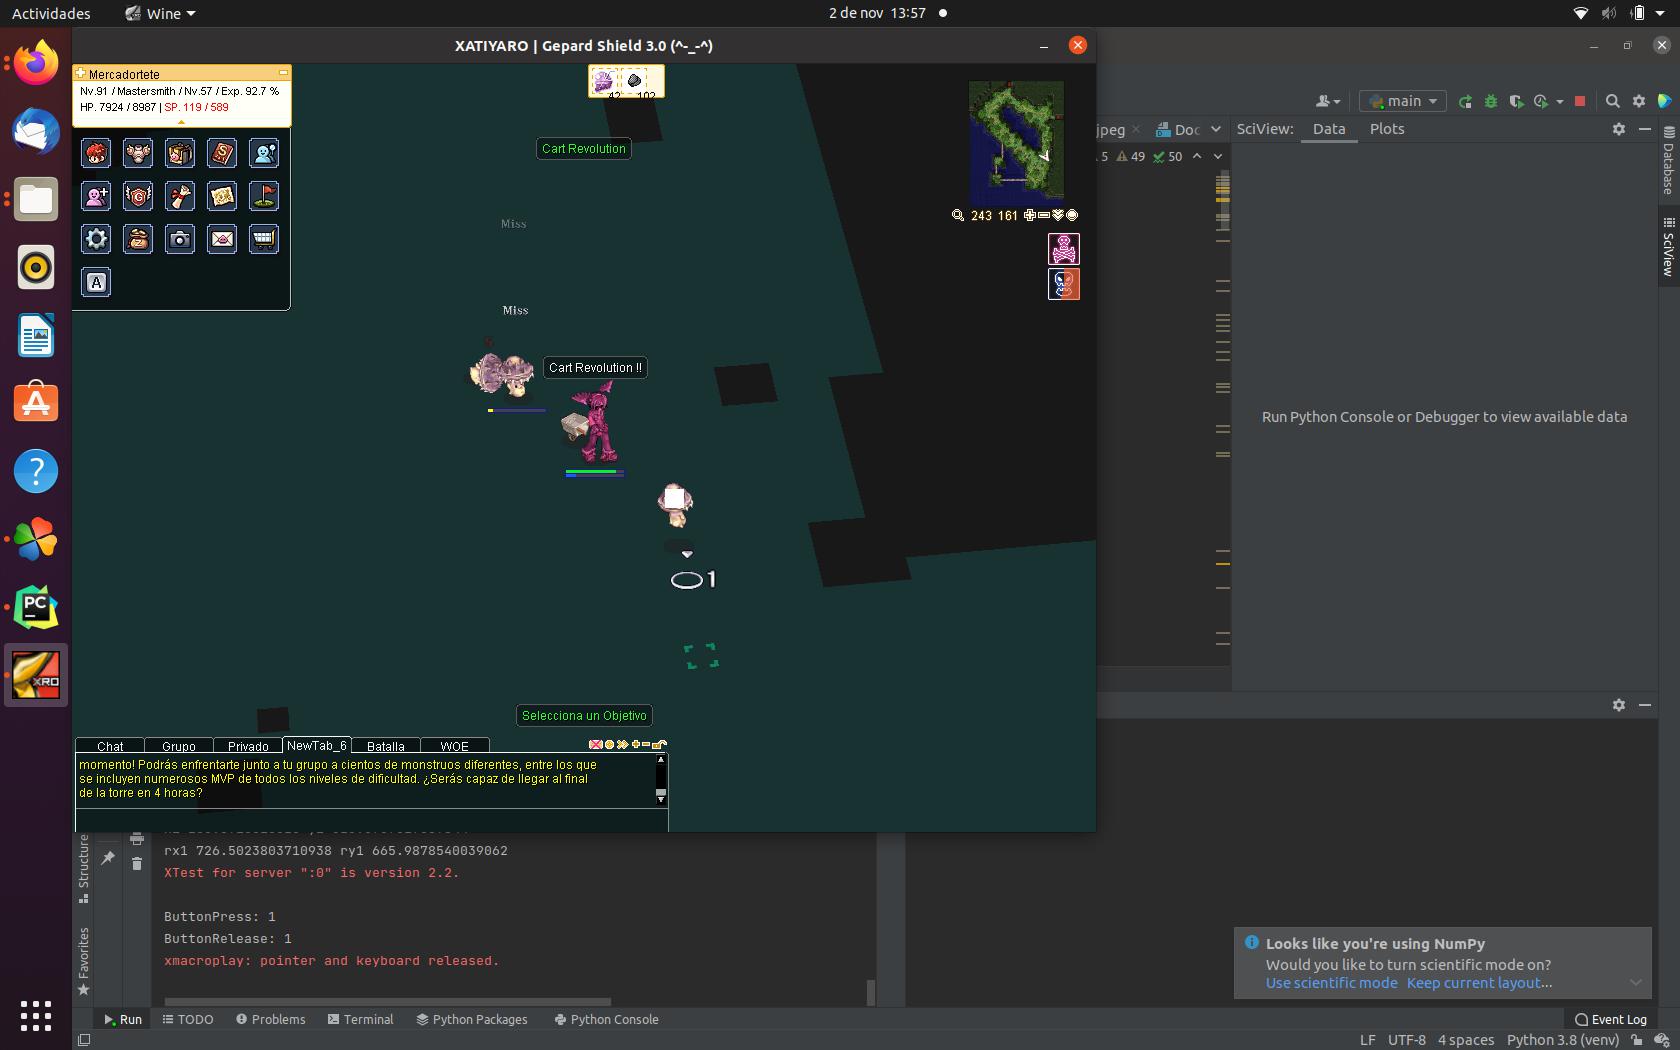 Actividades
Wine
2 de nov 13:57
XATIYARO | Gepard Shield 3.0 (^-_-^)
Mercadortete
Nv.91 / Mastersmith / Nv.57 / Exp. 92.7 %
HP. 7924 / 8987 | SP. 119 / 589
42 102
Cart Revolution
Miss
Miss
Cart Revolution !!
243 161
1
Selecciona un Objetivo
A
Chat Grupo Privado NewTab_6 Batalla WOE
momento! Podrás enfrentarte junto a tu grupo a cientos de monstruos diferentes, entre los que
se incluyen numerosos MVP de todos los niveles de dificultad. ¿Serás capaz de llegar al final
de la torre en 4 horas?
XRO
PC
main
jpeg
Doc
SciView: Data Plots
5 49 50
Database
SciView
Run Python Console or Debugger to view available data
rx1 726.5023803710938 ry1 665.9878540039062
XTest for server ":0" is version 2.2.
ButtonPress: 1
ButtonRelease: 1
xmacroplay: pointer and keyboard released.
Structure
Favorites
Looks like you're using NumPy
Would you like to turn scientific mode on?
Use scientific mode Keep current layout...
Run TODO Problems Terminal Python Packages Python Console Event Log
LF UTF-8 4 spaces Python 3.8 (venv)